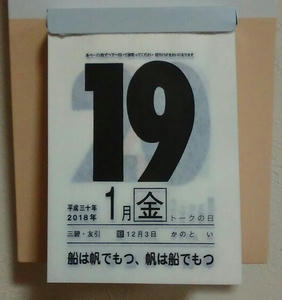 19
平成三十年
2018年
1月 金
トークの日
三碧・友引 旧12月3日 かのと い
船は帆でもつ、帆は船でもつ